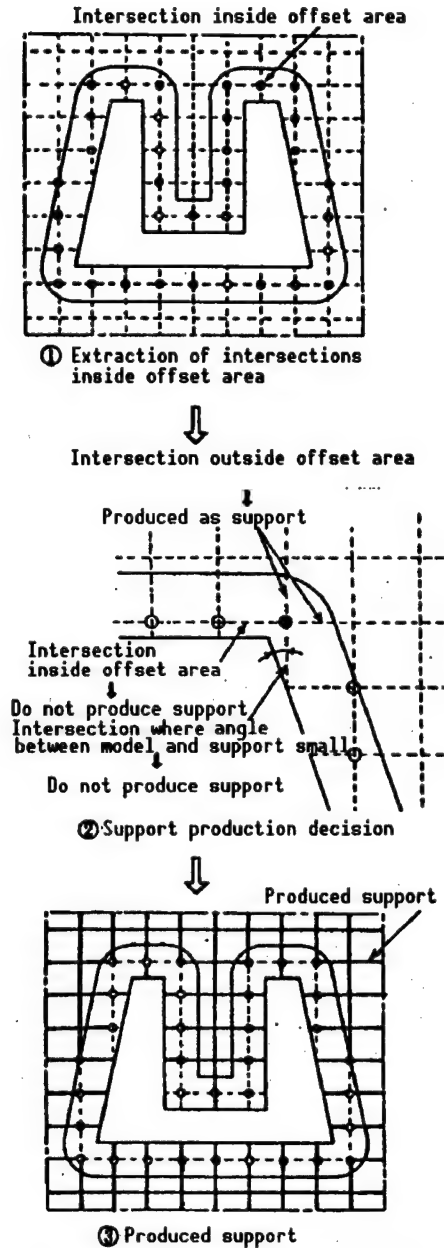 Intersection inside offset area
① Extraction of intersections
inside offset area
Intersection outside offset area
Produced as support
Intersection
inside offset area
Do not produce support
Intersection where angle
between model and support small
Do not produce support
② Support production decision
Produced support
③ Produced support